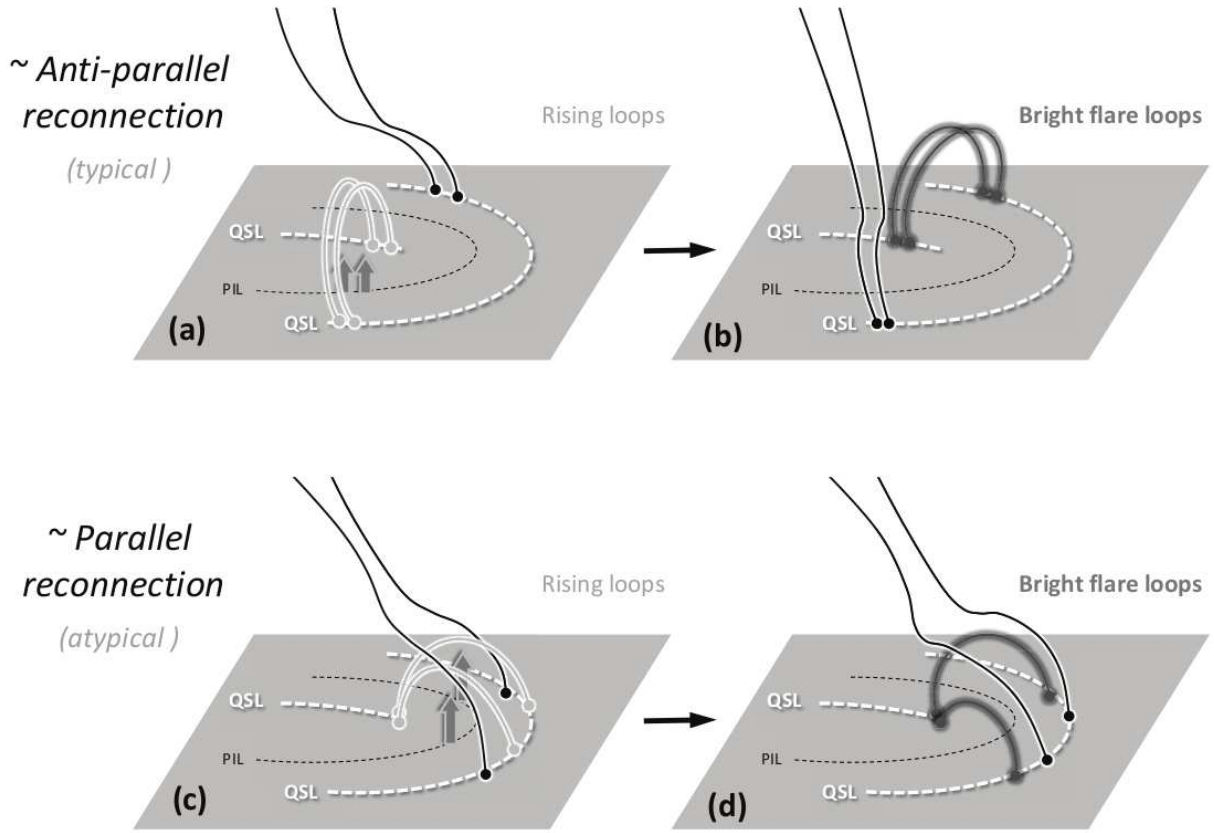 ~ Anti-parallel
reconnection
(typical )
Rising loops
Bright flare loops
QSL
PIL
QSL
(a)
QSL
PIL
QSL
(b)
~ Parallel
reconnection
(atypical )
Rising loops
Bright flare loops
QSL
PIL
QSL
(c)
QSL
PIL
QSL
(d)